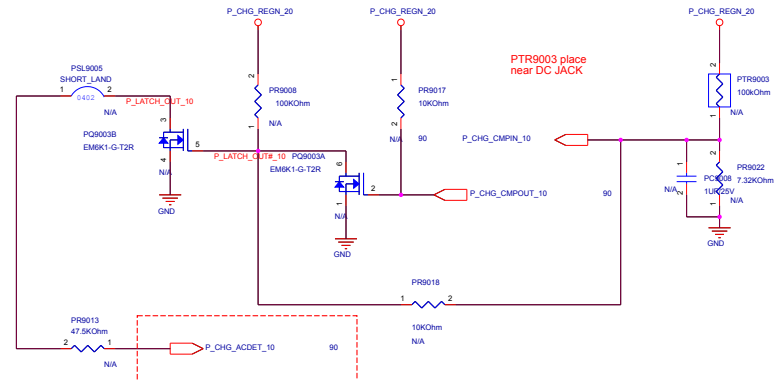 P_CHG_REGN_20
P_CHG_REGN_20
P_CHG_REGN_20
PTR9003 place
near DC JACK
PSL9005
SHORT_LAND
1
2
0402
N/A
P_LATCH_OUT_10
2
PR9008
100KOhm
N/A
1
1
PR9017
10KOhm
2
N/A
90
2
PTR9003
100kOhm
1
N/A
3
PQ9003B
EM6K1-G-T2R
5
4
N/A
GND
P_LATCH_OUT#_10
PQ9003A
EM6K1-G-T2R
6
2
1
N/A
GND
P_CHG_CMPIN_10
P_CHG_CMPOUT_10
90
1
PC9008
1UF/25V
N/A
2
2
PR9022
7.32KOhm
1
N/A
GND
PR9018
1
2
10KOhm
N/A
PR9013
47.5KOhm
2
1
N/A
P_CHG_ACDET_10
90